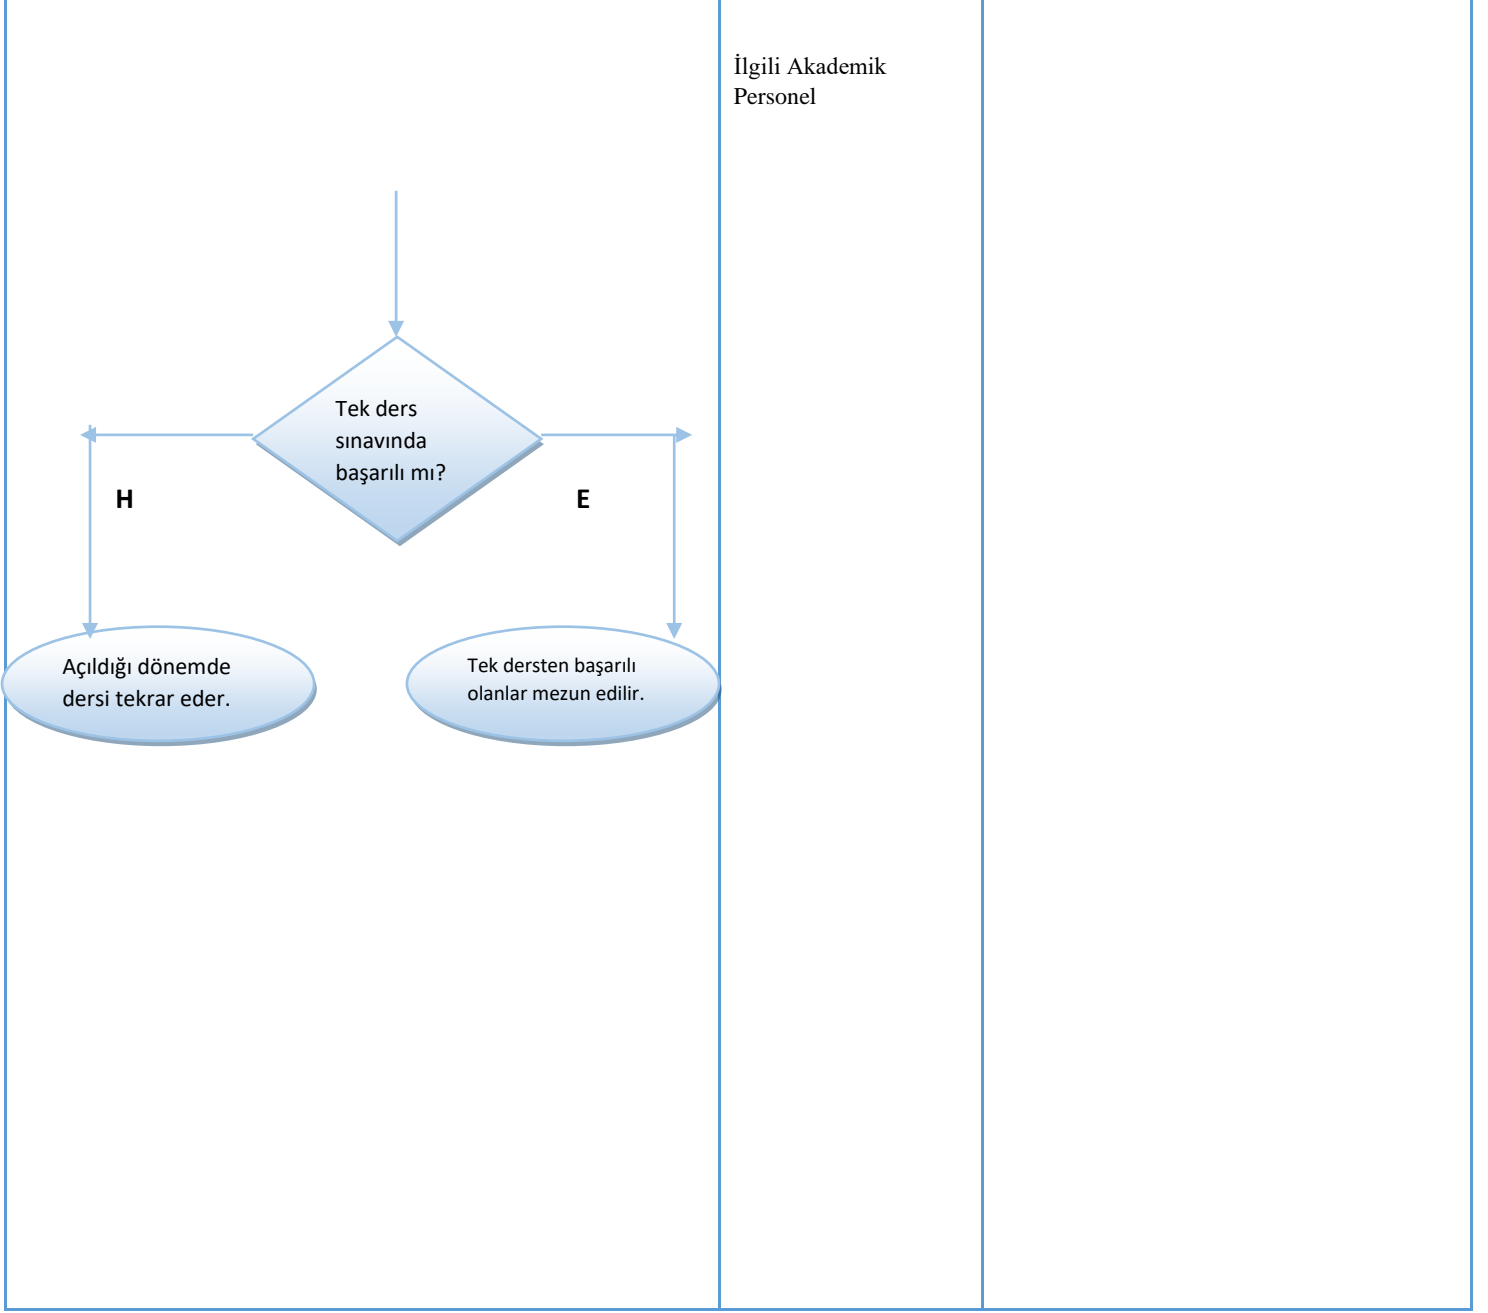 İlgili Akademik
Personel
Tek ders
sınavında
başarılı mı?
H
E
Açıldığı dönemde
dersi tekrar eder.
Tek dersten başarılı
olanlar mezun edilir.